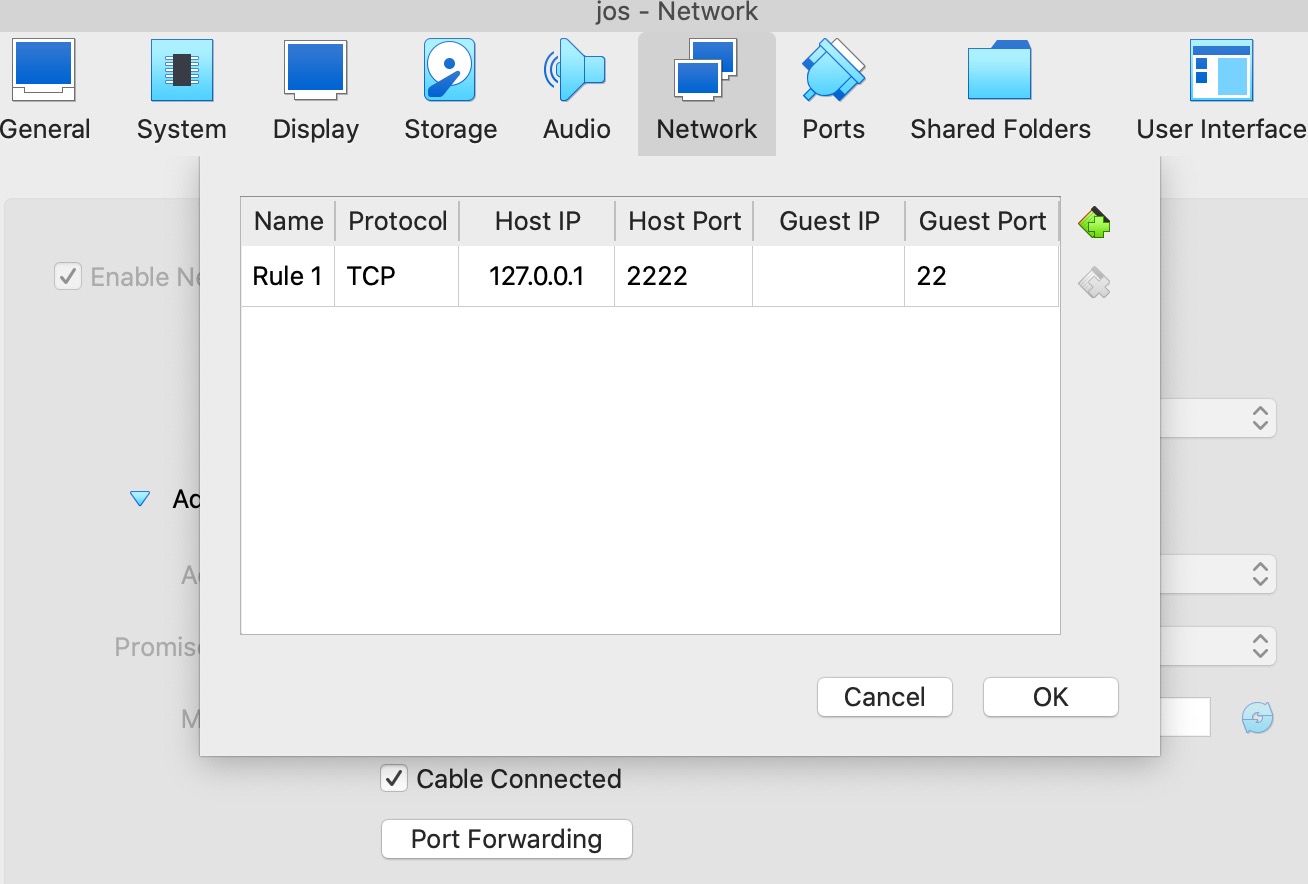 jos - Network
General System Display Storage Audio Network Ports Shared Folders User Interface
Name Protocol Host IP Host Port Guest IP Guest Port
Rule 1 TCP 127.0.0.1 2222 22
Enable Ne
Ad
Promisc
M
Cancel OK
Cable Connected
Port Forwarding